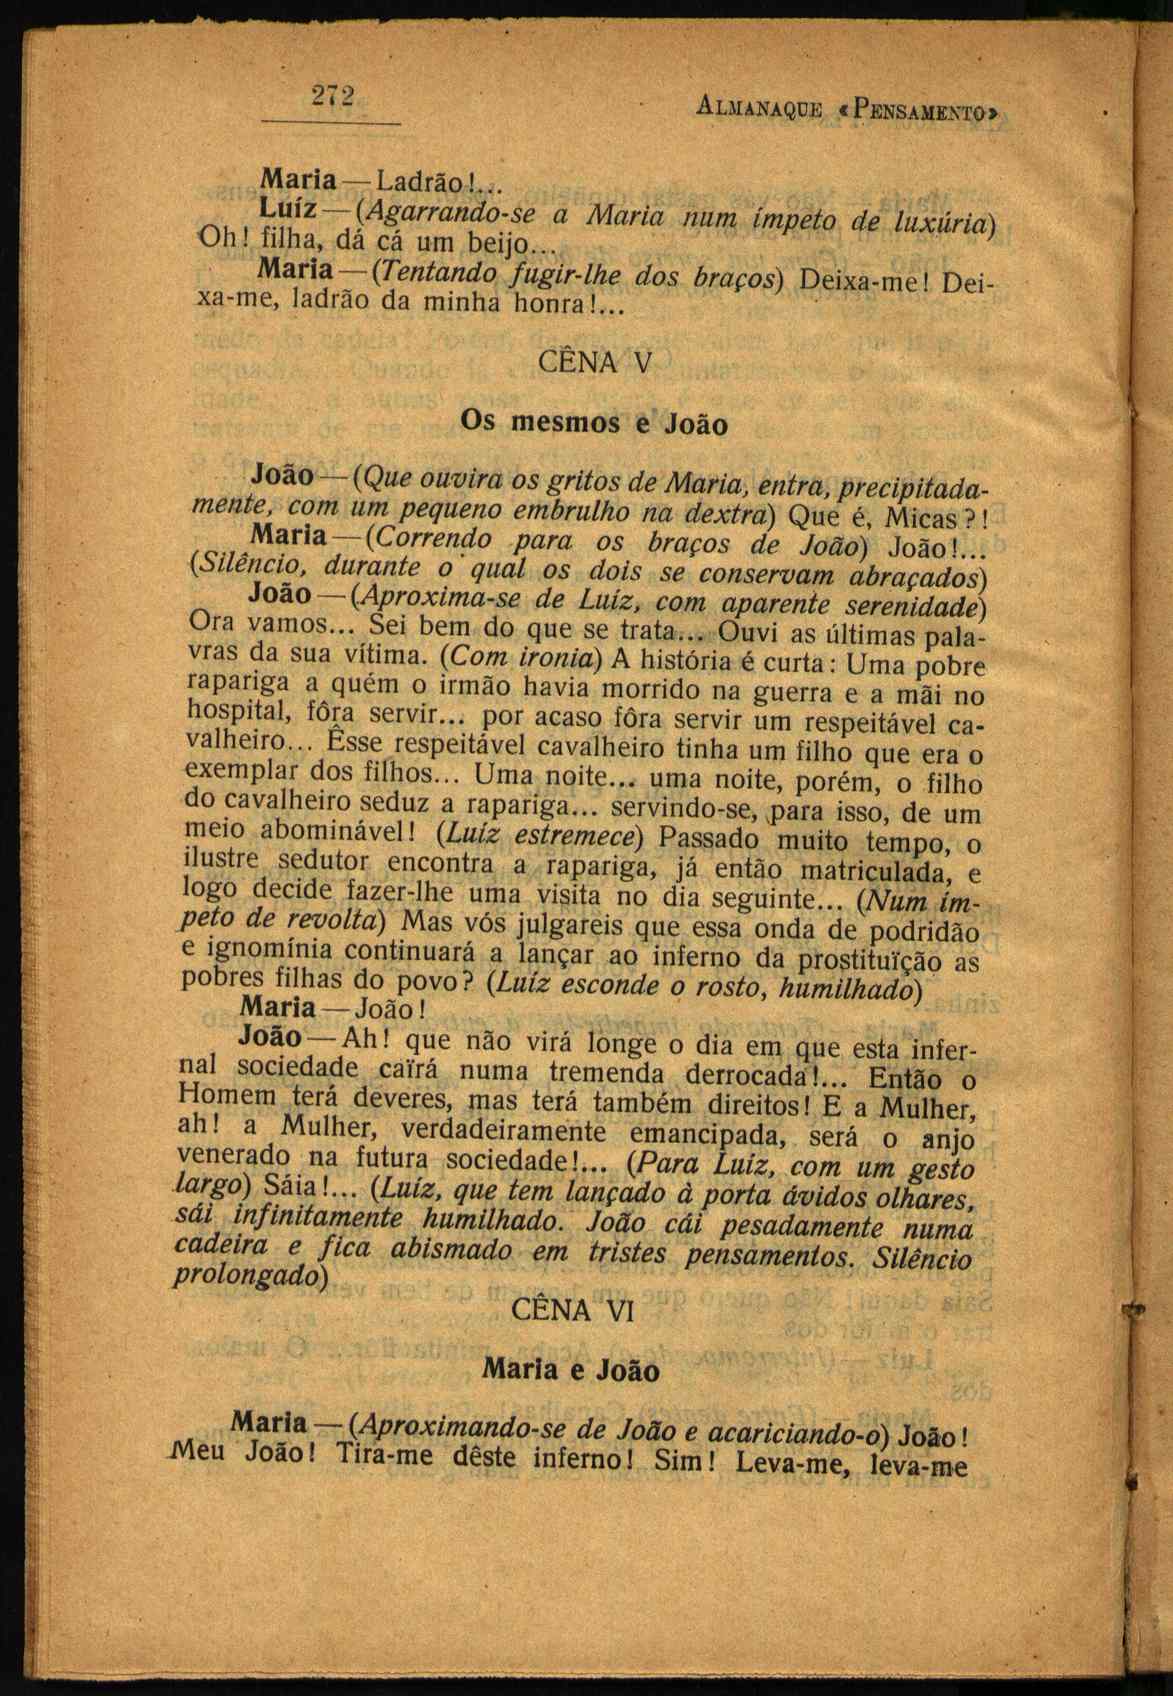 272
ALMANAQUE «PENSAMENTO»
Maria — Ladrão!...
Luíz — (Agarrando-se a Maria num ímpeto de luxúria)
Oh! filha, dá cá um beijo...
Maria — (Tentando fugir-lhe dos braços) Deixa-me! Dei-
xa-me, ladrão da minha honra!...
CÊNA V
Os mesmos e João
João — (Que ouvira os gritos de Maria, entra, precipitada-
mente, com um pequeno embrulho na dextra) Que é, Micas?!
Maria — (Correndo para os braços de João) João!...
(Silêncio, durante o qual os dois se conservam abraçados)
João — (Aproxima-se de Luíz, com aparente serenidade)
Ora vamos... Sei bem do que se trata... Ouvi as últimas pala-
vras da sua vítima. (Com ironia) A história é curta: Uma pobre
rapariga a quém o irmão havia morrido na guerra e a mãi no
hospital, fôra servir... por acaso fôra servir um respeitável ca-
valheiro... Êsse respeitável cavalheiro tinha um filho que era o
exemplar dos filhos... Uma noite... uma noite, porém, o filho
do cavalheiro seduz a rapariga... servindo-se, para isso, de um
meio abominável! (Luíz estremece) Passado muito tempo, o
ilustre sedutor encontra a rapariga, já então matriculada, e
logo decide fazer-lhe uma visita no dia seguinte... (Num ím-
peto de revolta) Mas vós julgareis que essa onda de podridão
e ignomínia continuará a lançar ao inferno da prostituïção as
pobres filhas do povo? (Luíz esconde o rosto, humilhado)
Maria — João!
João — Ah! que não virá longe o dia em que esta infer-
nal sociedade caïrá numa tremenda derrocada!... Então o
Homem terá deveres, mas terá também direitos! E a Mulher,
ah! a Mulher, verdadeiramente emancipada, será o anjo
venerado na futura sociedade!... (Para Luíz, com um gesto
largo) Sáia!... (Luíz, que tem lançado à porta ávidos olhares,
sái infinitamente humilhado. João cái pesadamente numa
cadeira e fica abismado em tristes pensamentos. Silêncio
prolongado)
CÊNA VI
Maria e João
Maria — (Aproximando-se de João e acariciando-o) João!
Meu João! Tira-me dêste inferno! Sim! Leva-me, leva-me